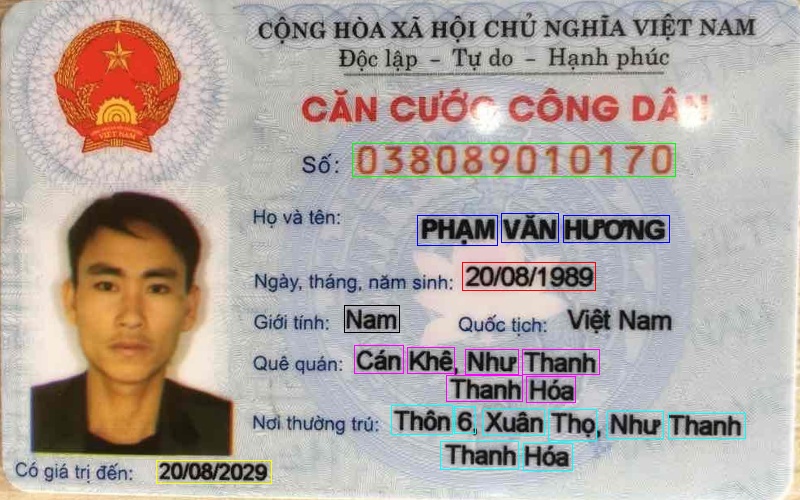 CỘNG HÒA XÃ HỘI CHỦ NGHĨA VIỆT NAM
Độc lập - Tự do - Hạnh phúc
CĂN CƯỚC CÔNG DÂN
Số: 038089010170
Họ và tên: PHẠM VĂN HƯƠNG
Ngày, tháng, năm sinh: 20/08/1989
Giới tính: Nam Quốc tịch: Việt Nam
Quê quán: Cán Khê, Như Thanh
Thanh Hóa
Nơi thường trú: Thôn 6, Xuân Thọ, Như Thanh
Thanh Hóa
Có giá trị đến: 20/08/2029